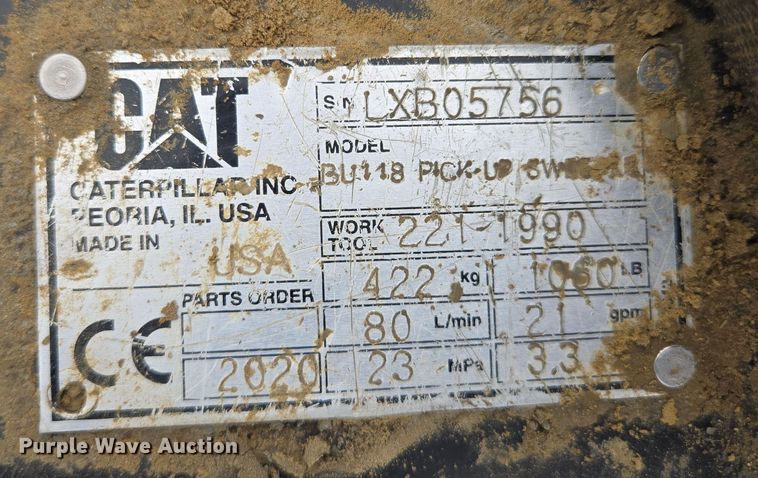 CAT
S N LXB05756
MODEL
BU118 PICK-UP
CATERPILLAR INC
PEORIA, IL. USA
MADE IN USA
WORK TOOL 221-1990
422 kg 1060 LB
PARTS ORDER
80 L/min 21 gpm
CE
2020 23 MPa 3.3
Purple Wave Auction